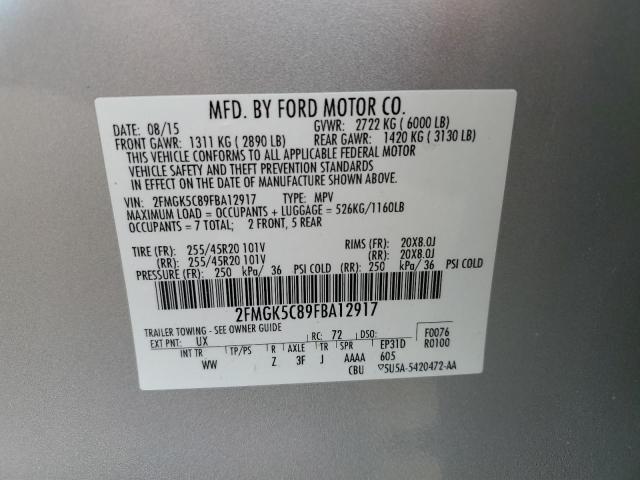 MFD. BY FORD MOTOR CO.
DATE: 08/15 GVWR: 2722 KG ( 6000 LB)
FRONT GAWR: 1311 KG ( 2890 LB) REAR GAWR: 1420 KG ( 3130 LB)
THIS VEHICLE CONFORMS TO ALL APPLICABLE FEDERAL MOTOR
VEHICLE SAFETY AND THEFT PREVENTION STANDARDS
IN EFFECT ON THE DATE OF MANUFACTURE SHOWN ABOVE.
VIN: 2FMGK5C89FBA12917 TYPE: MPV
MAXIMUM LOAD = OCCUPANTS + LUGGAGE = 526KG/1160LB
OCCUPANTS = 7 TOTAL; 2 FRONT, 5 REAR
TIRE (FR): 255/45R20 101V RIMS (FR): 20X8.0J
(RR): 255/45R20 101V (RR): 20X8.0J
PRESSURE (FR): 250 kPa/ 36 PSI COLD (RR): 250 kPa/ 36 PSI COLD
2FMGK5C89FBA12917
TRAILER TOWING - SEE OWNER GUIDE
EXT PNT: UX RC: 72 DSO: F0076
INT TR TP/PS R AXLE TR SPR EP31D R0100
WW Z 3F J AAAA 605
CBU ▽5U5A-5420472-AA